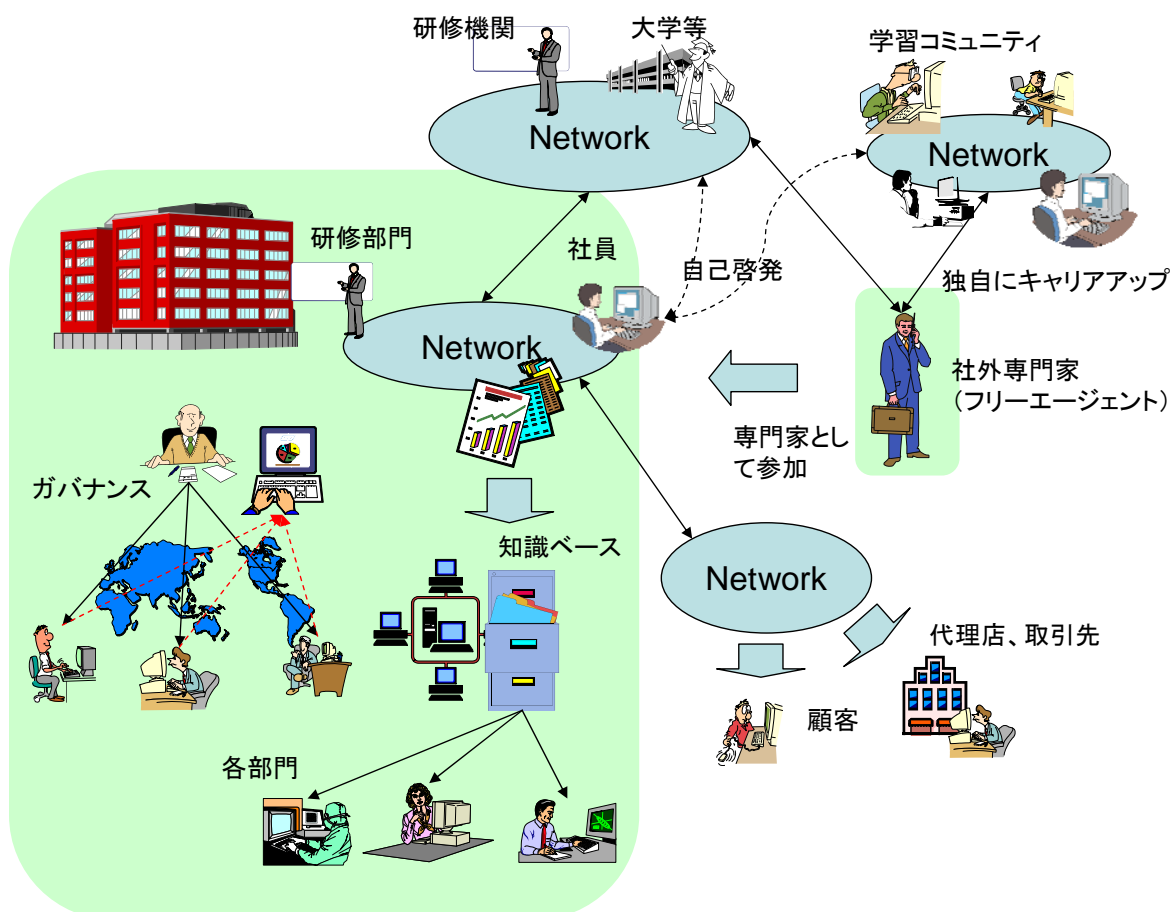 研修機関
大学等
学習コミュニティ
Network
Network
研修部門
社員
自己啓発
独自にキャリアアップ
Network
社外専門家
（フリーエージェント）
専門家とし
て参加
ガバナンス
知識ベース
Network
代理店、取引先
顧客
各部門